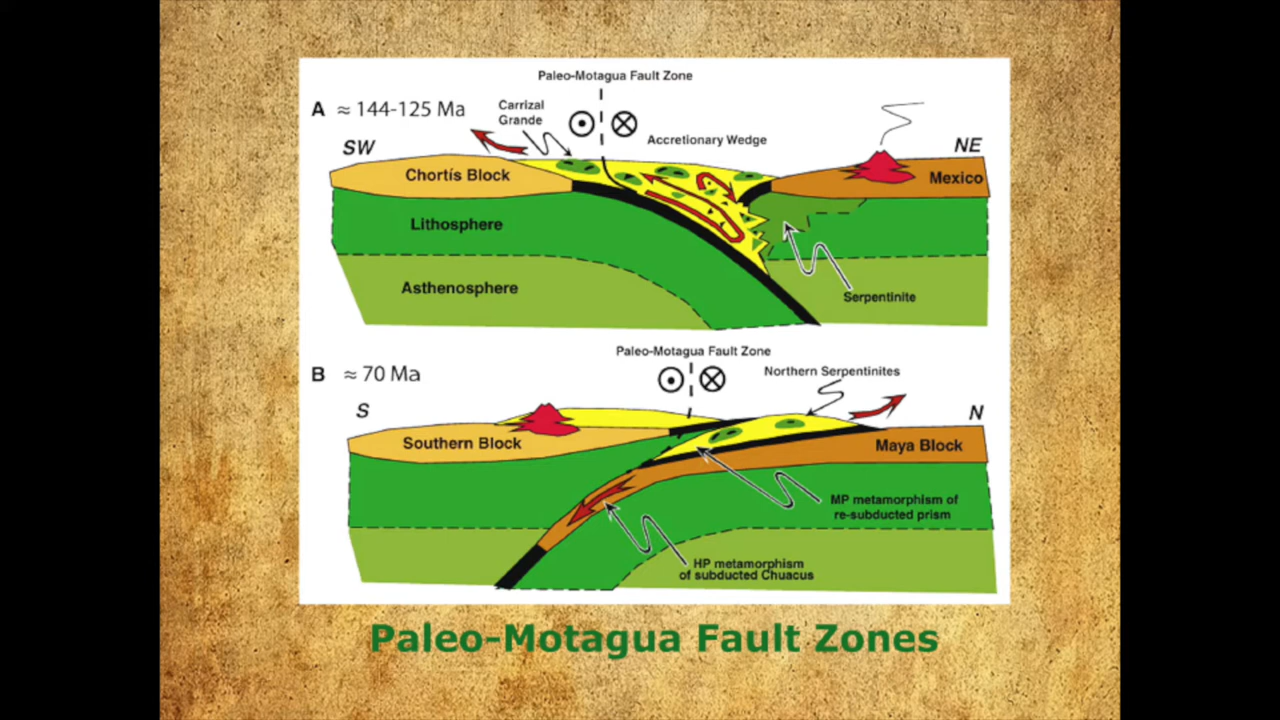 Paleo-Motagua Fault Zone
A ≈ 144-125 Ma
Carrizal
Grande
Accretionary Wedge
SW
NE
Chortís Block
Mexico
Lithosphere
Asthenosphere
Serpentinite
Paleo-Motagua Fault Zone
B ≈ 70 Ma
Northern Serpentinites
S
N
Southern Block
Maya Block
MP metamorphism of
re-subducted prism
HP metamorphism
of subducted Chuacus
Paleo-Motagua Fault Zones